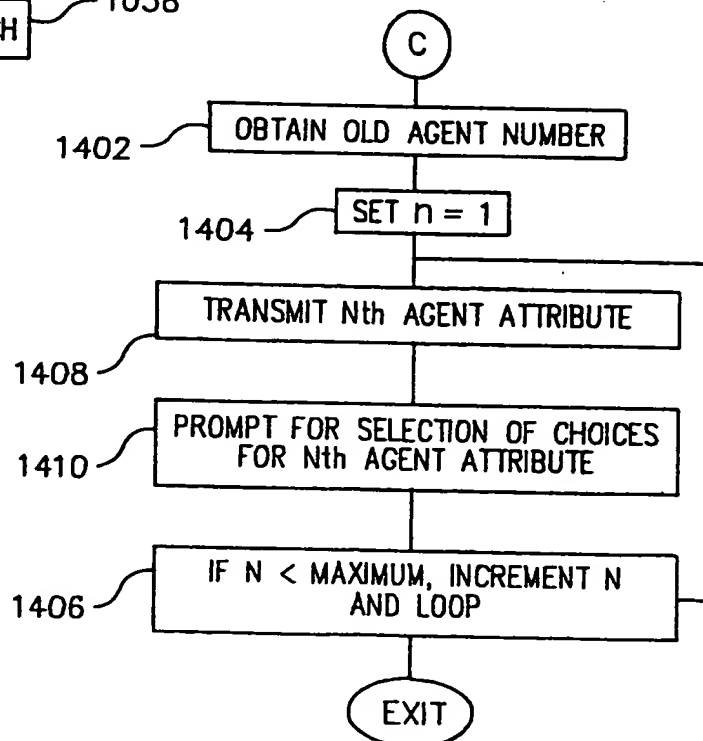 1058
H
C
OBTAIN OLD AGENT NUMBER
1402
SET n = 1
1404
TRANSMIT Nth AGENT ATTRIBUTE
1408
PROMPT FOR SELECTION OF CHOICES
FOR Nth AGENT ATTRIBUTE
1410
IF N < MAXIMUM, INCREMENT N
AND LOOP
1406
EXIT